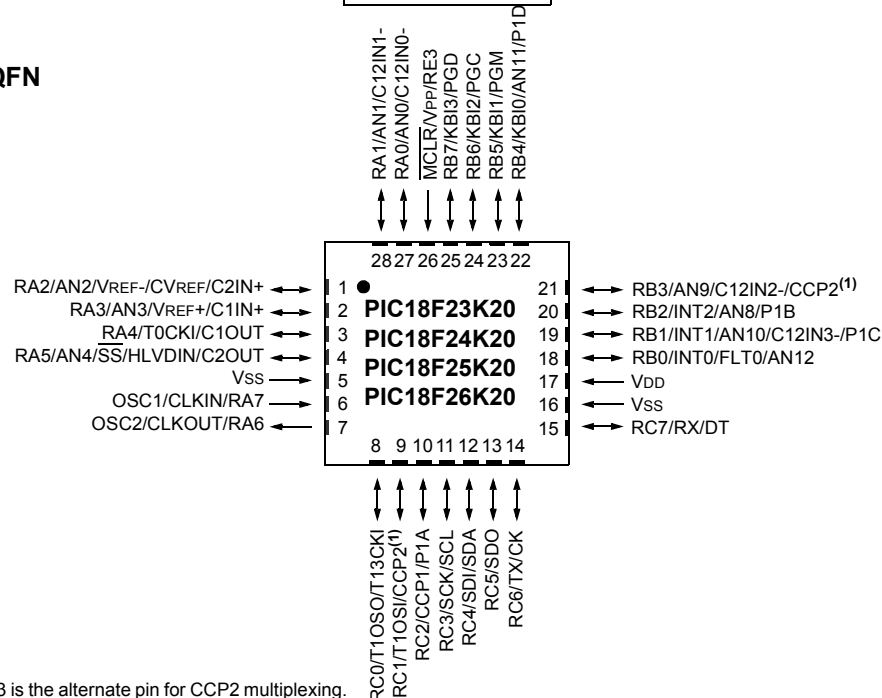 QFN
RA1/AN1/C12IN1-
RA0/AN0/C12IN0-
MCLR/VPP/RE3
RB7/KBI3/PGD
RB6/KBI2/PGC
RB5/KBI1/PGM
RB4/KBI0/AN11/P1D
28 27 26 25 24 23 22
RA2/AN2/VREF-/CVREF/C2IN+ 1
RA3/AN3/VREF+/C1IN+ 2
RA4/T0CKI/C1OUT 3
RA5/AN4/SS/HLVDIN/C2OUT 4
VSS 5
OSC1/CLKIN/RA7 6
OSC2/CLKOUT/RA6 7
PIC18F23K20
PIC18F24K20
PIC18F25K20
PIC18F26K20
21 RB3/AN9/C12IN2-/CCP2(1)
20 RB2/INT2/AN8/P1B
19 RB1/INT1/AN10/C12IN3-/P1C
18 RB0/INT0/FLT0/AN12
17 VDD
16 VSS
15 RC7/RX/DT
8 9 10 11 12 13 14
RC0/T1OSO/T13CKI
RC1/T1OSI/CCP2(1)
RC2/CCP1/P1A
RC3/SCK/SCL
RC4/SDI/SDA
RC5/SDO
RC6/TX/CK
is the alternate pin for CCP2 multiplexing.